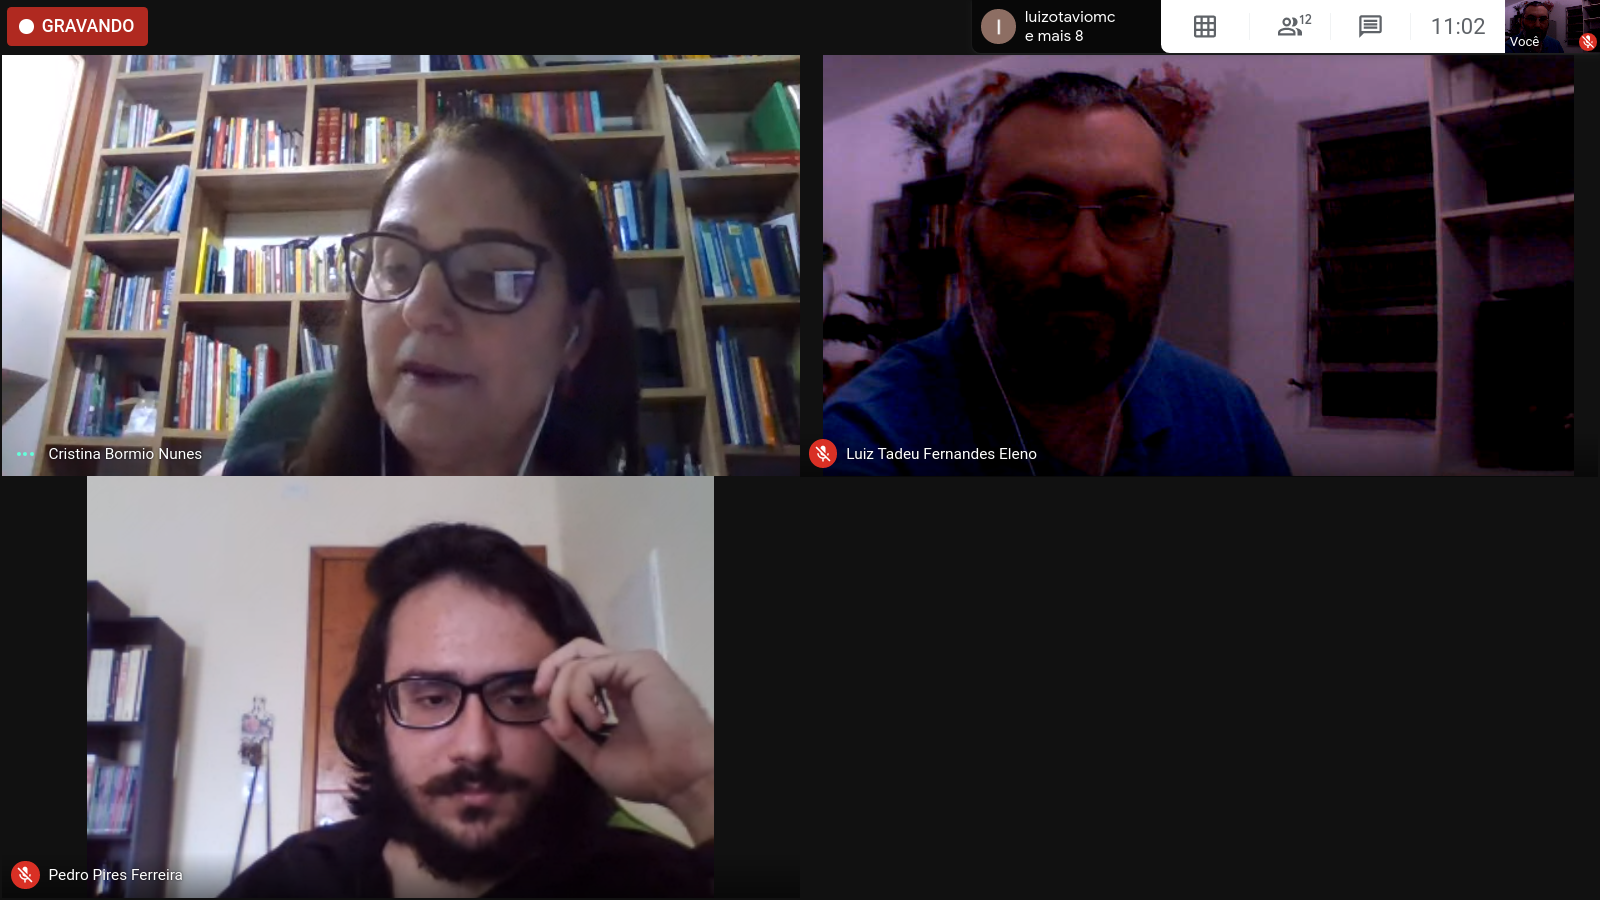 GRAVANDO
luizotaviomc
e mais 8
12
11:02
Você
Cristina Bormio Nunes
Luiz Tadeu Fernandes Eleno
Pedro Pires Ferreira